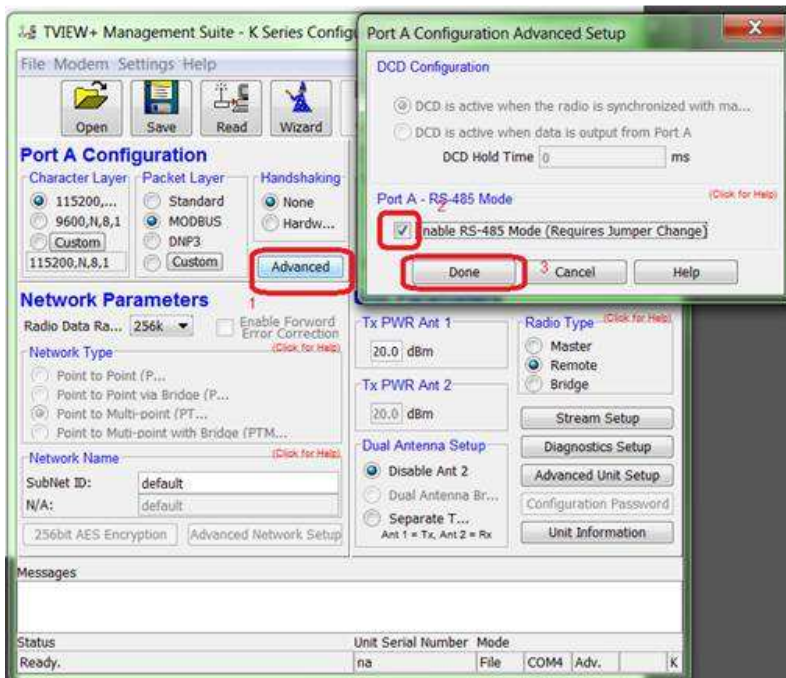 TVIEW+ Management Suite - K Series Config
File Modem Settings Help
Open Save Read Wizard
Port A Configuration
Character Layer Packet Layer Handshaking
115200,... Standard None
9600,N,8,1 MODBUS Hardw...
Custom DNP3
115200,N,8,1 Custom Advanced
1
Port A Configuration Advanced Setup
X
DCD Configuration
DCD is active when the radio is synchronized with ma...
DCD is active when data is output from Port A
DCD Hold Time 0 ms
Port A - RS-485 Mode (Click for Help)
2
nable RS-485 Mode (Requires Jumper Change)
Done 3 Cancel Help
Network Parameters
Radio Data Ra... 256k Enable Forword
Error Correction
(Click for Help)
Network Type
Point to Point (P...
Point to Point via Bridge (P...
Point to Multi-point (PT...
Point to Muti-point with Bridge (PTM...
Network Name (Click for Help)
SubNet ID: default
N/A: default
256bit AES Encryption Advanced Network Setup
Parameters
Tx PWR Ant 1
20.0 dBm
Tx PWR Ant 2
20.0 dBm
Dual Antenna Setup
Disable Ant 2
Dual Antenna Br...
Separate T...
Ant 1 = Tx, Ant 2 = Rx
Radio Type (Click for Help)
Master
Remote
Bridge
Stream Setup
Diagnostics Setup
Advanced Unit Setup
Configuration Password
Unit Information
Messages
Status Unit Serial Number Mode
Ready. na File COM4 Adv. K